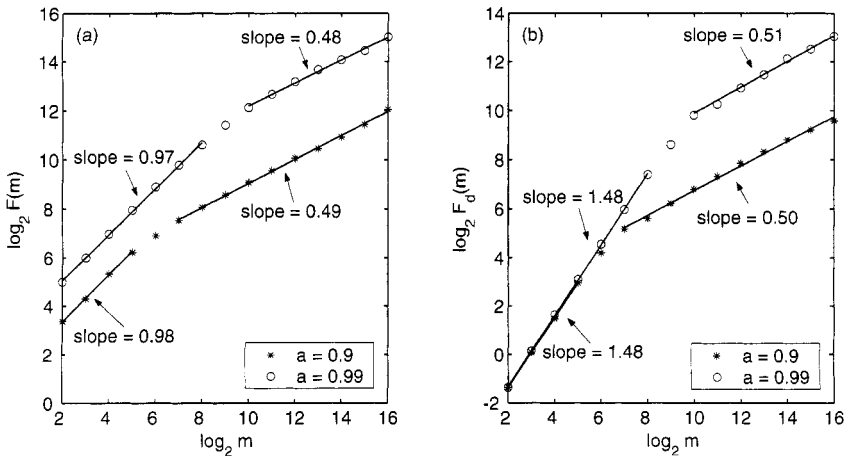 (a)
slope = 0.48
slope = 0.97
slope = 0.49
slope = 0.98
* a = 0.9
○ a = 0.99
log₂ F(m)
16
14
12
10
8
6
4
2
0
2 4 6 8 10 12 14 16
log₂ m
(b)
slope = 0.51
slope = 1.48
slope = 0.50
slope = 1.48
* a = 0.9
○ a = 0.99
log₂ F_d(m)
14
12
10
8
6
4
2
0
-2
2 4 6 8 10 12 14 16
log₂ m